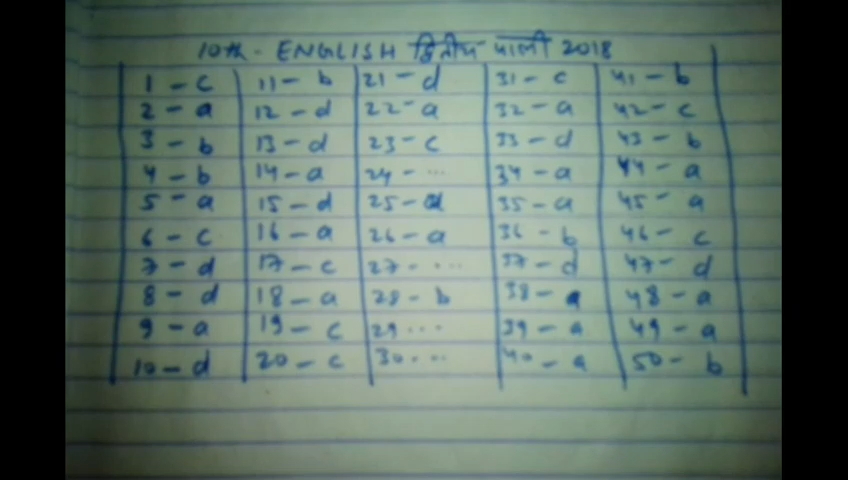 10th - ENGLISH द्वितीय पाली 2018
1 - c 11 - b 21 - d 31 - c 41 - b
2 - a 12 - d 22 - a 32 - a 42 - c
3 - b 13 - d 23 - c 33 - d 43 - b
4 - b 14 - a 24 - ... 34 - a 44 - a
5 - a 15 - d 25 - 35 - a 45 - a
6 - c 16 - a 26 - a 36 - b 46 - c
7 - d 17 - c 27 - ... 37 - d 47 - d
8 - d 18 - a 28 - b 38 - a 48 - a
9 - a 19 - c 29 ... 39 - a 49 - a
10 - d 20 - c 30 ... 40 - a 50 - b